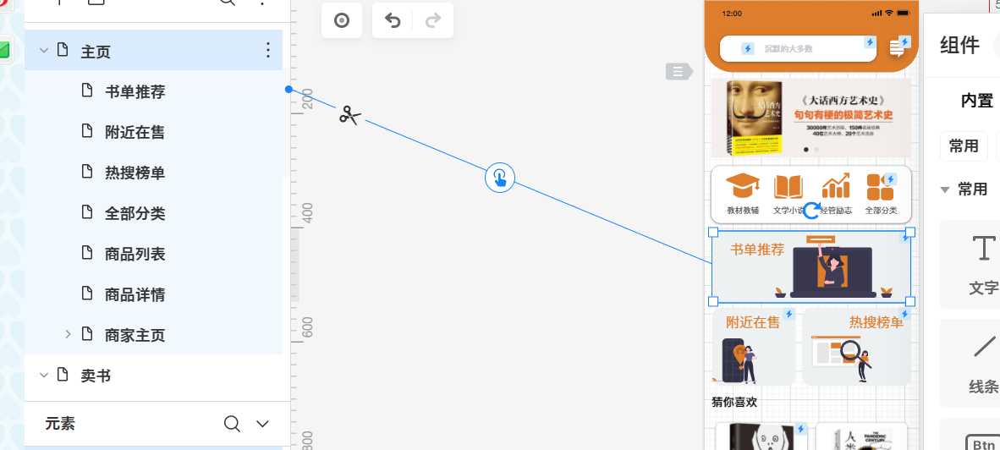 主页
书单推荐
附近在售
热搜榜单
全部分类
商品列表
商品详情
商家主页
卖书
元素
200
400
600
800
12:00
沉默的大多数
《大话西方艺术史》
句句有梗的极简艺术史
30000年艺术历程，150件高清经典
40位艺术大师，20个艺术流派
教材教辅
文学小说
经管励志
全部分类
书单推荐
附近在售
热搜榜单
猜你喜欢
THE
PANDEMIC
CENTURY
人
类
组件
内置
常用
常用
文字
线条
Btn